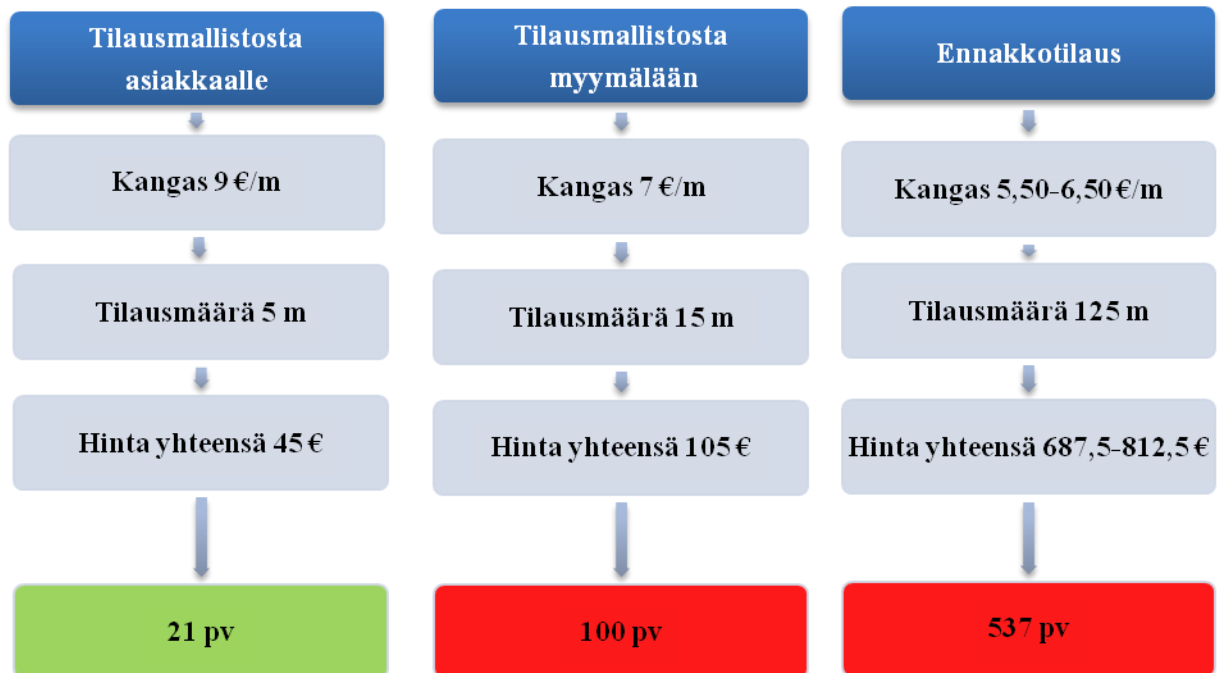 Tilausmallistosta
asiakkaalle
Kangas 9 €/m
Tilausmäärä 5 m
Hinta yhteensä 45 €
21 pv
Tilausmallistosta
myymälään
Kangas 7 €/m
Tilausmäärä 15 m
Hinta yhteensä 105 €
100 pv
Ennakkotilaus
Kangas 5,50-6,50 €/m
Tilausmäärä 125 m
Hinta yhteensä 687,5-812,5 €
537 pv